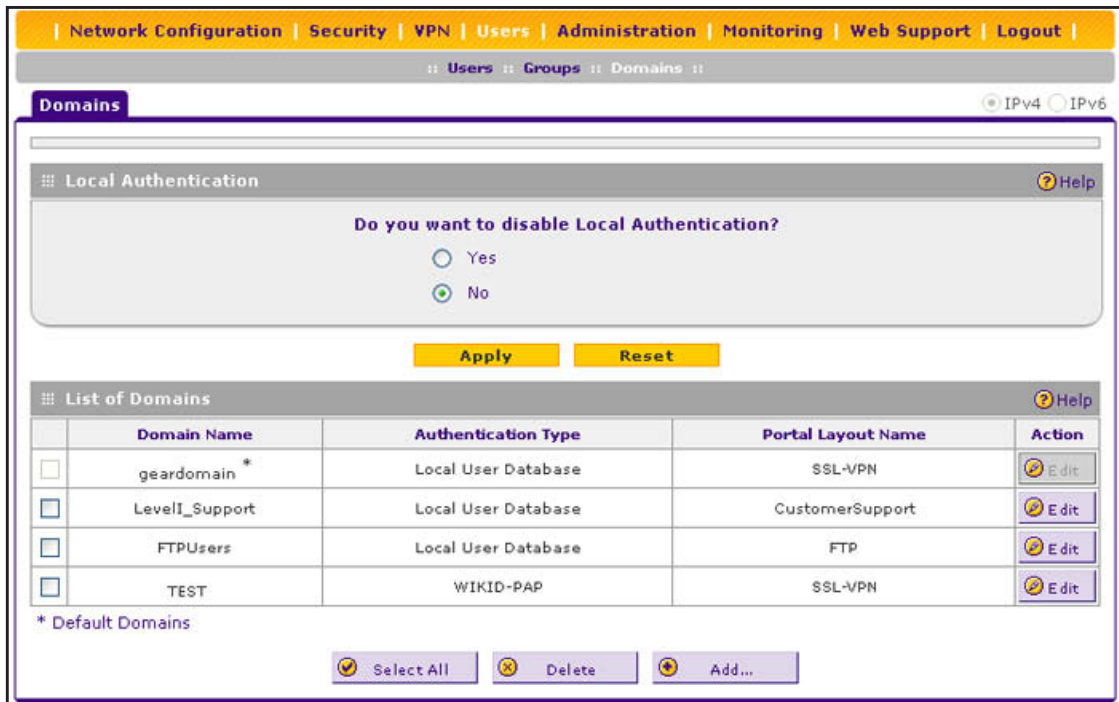 | Network Configuration | Security | VPN | Users | Administration | Monitoring | Web Support | Logout |
:: Users :: Groups :: Domains ::
Domains IPv4 IPv6
Local Authentication Help
Do you want to disable Local Authentication?
Yes
No
Apply Reset
List of Domains Help
Domain Name Authentication Type Portal Layout Name Action
geardomain * Local User Database SSL-VPN Edit
LevelI_Support Local User Database CustomerSupport Edit
FTPUsers Local User Database FTP Edit
TEST WIKID-PAP SSL-VPN Edit
* Default Domains
Select All Delete Add...